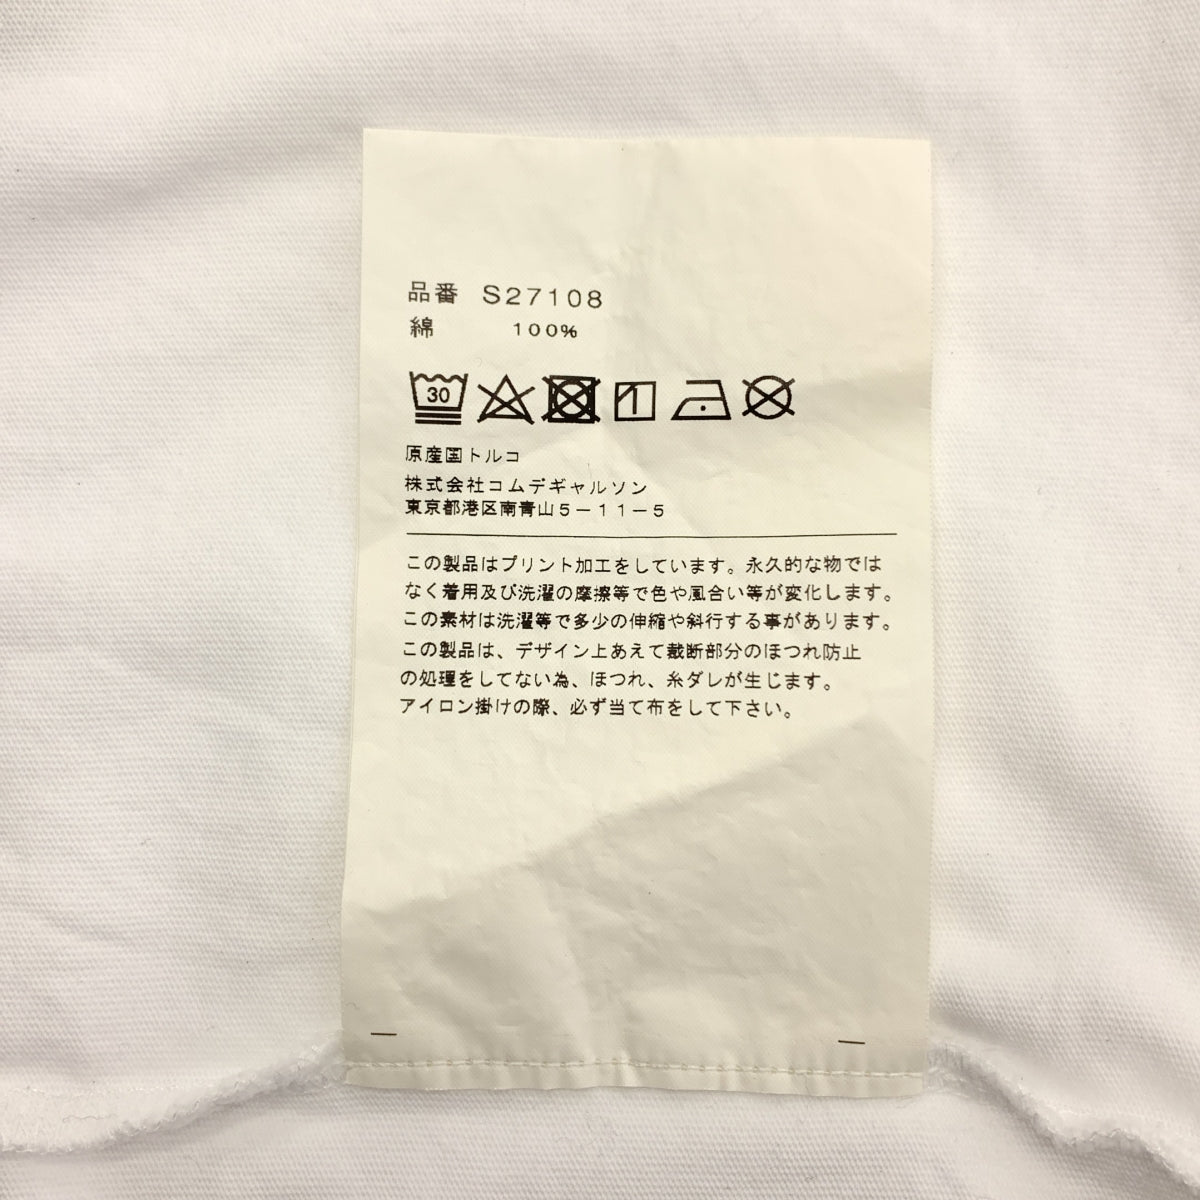 品番 S27108
綿 100%
30
原産国トルコ
株式会社コムデギャルソン
東京都港区南青山5-11-5
この製品はプリント加工をしています。永久的な物では
なく着用及び洗濯の摩擦等で色や風合い等が変化します。
この素材は洗濯等で多少の伸縮や斜行する事があります。
この製品は、デザイン上あえて裁断部分のほつれ防止
の処理をしてない為、ほつれ、糸ダレが生じます。
アイロン掛けの際、必ず当て布をして下さい。